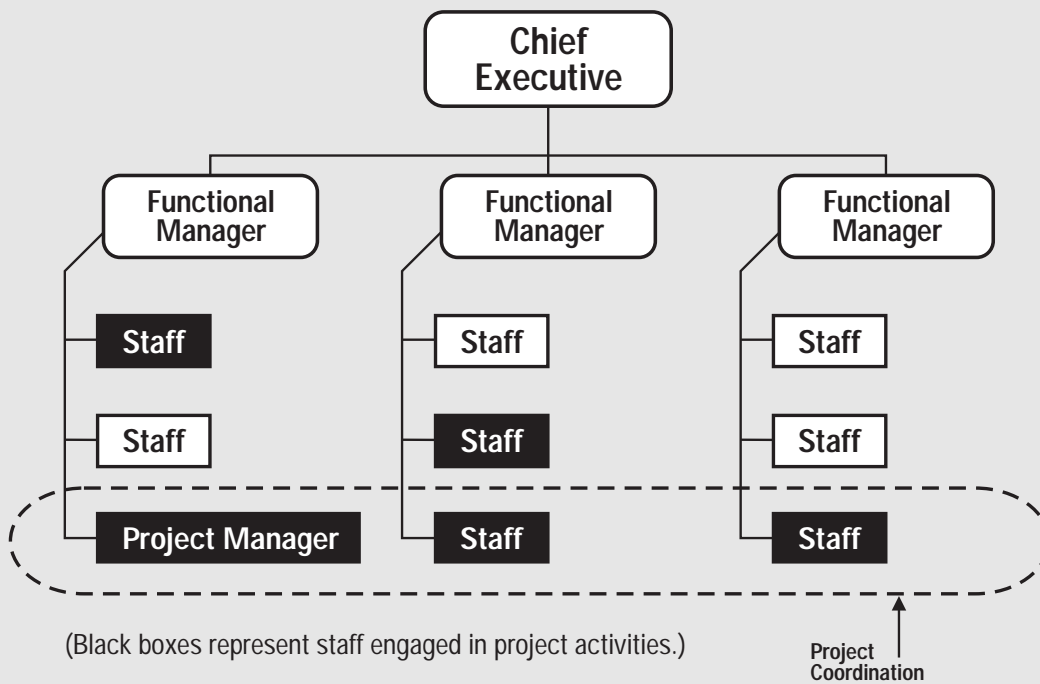 Chief
Executive
Functional
Manager
Functional
Manager
Functional
Manager
Staff
Staff
Staff
Staff
Staff
Staff
Project Manager
Staff
Staff
(Black boxes represent staff engaged in project activities.)
Project
Coordination